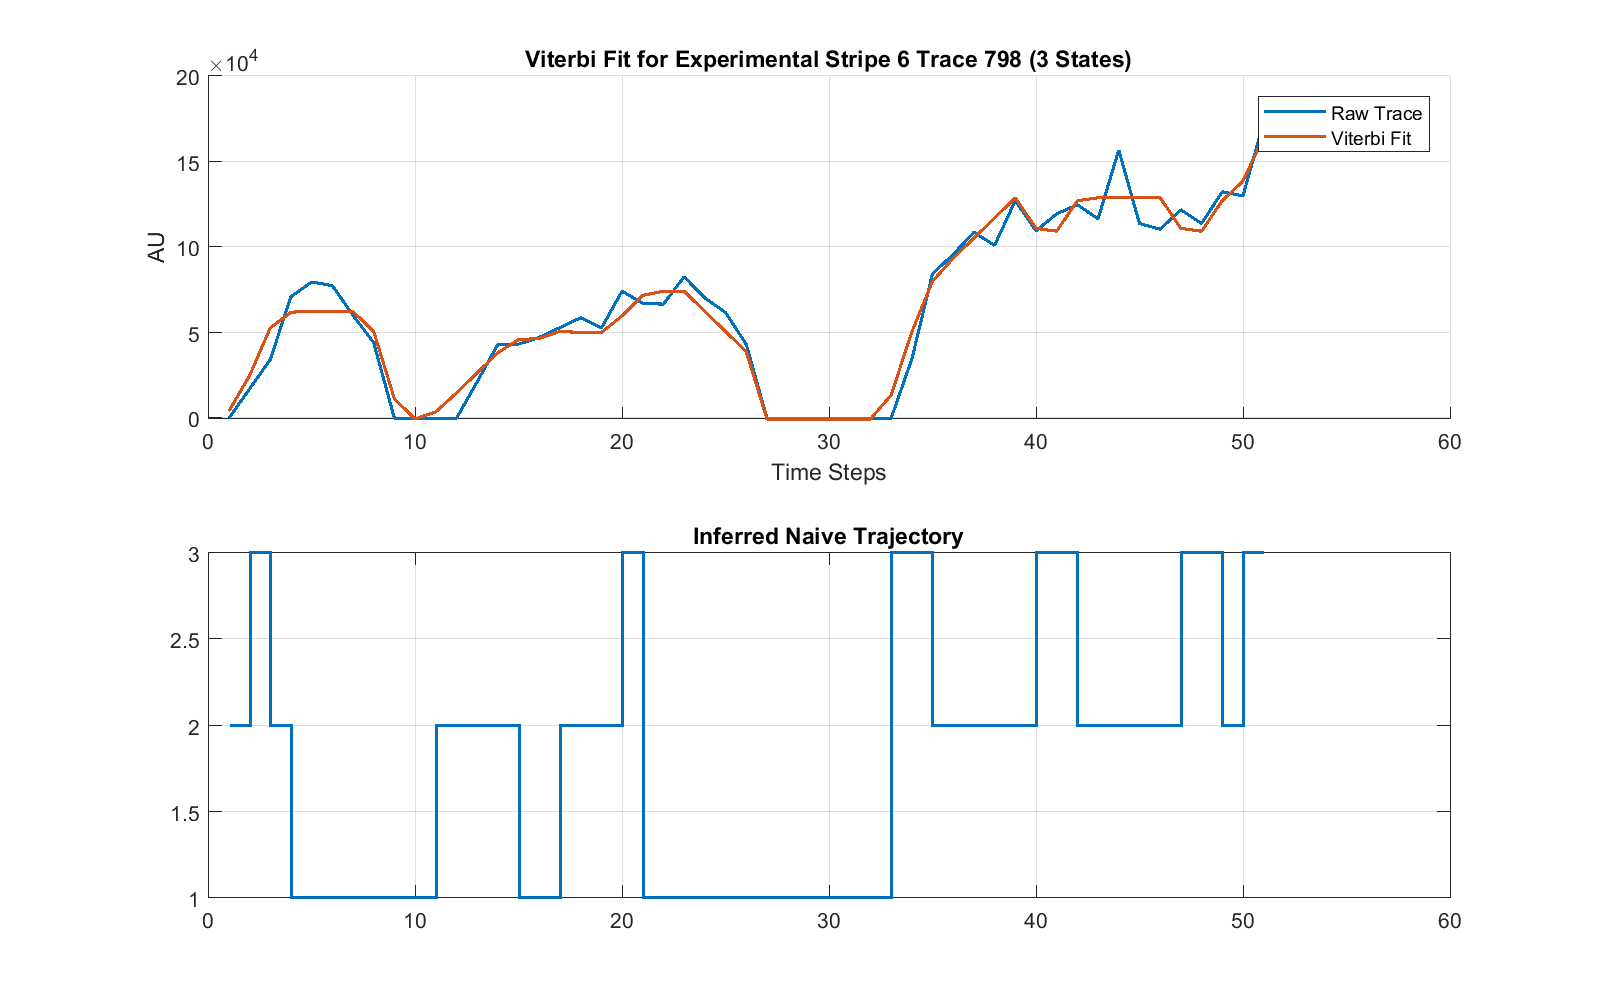 Viterbi Fit for Experimental Stripe 6 Trace 798 (3 States)
×10⁴
20
15
10
5
0
AU
Raw Trace
Viterbi Fit
0 10 20 30 40 50 60
Time Steps
Inferred Naive Trajectory
3
2.5
2
1.5
1
0 10 20 30 40 50 60